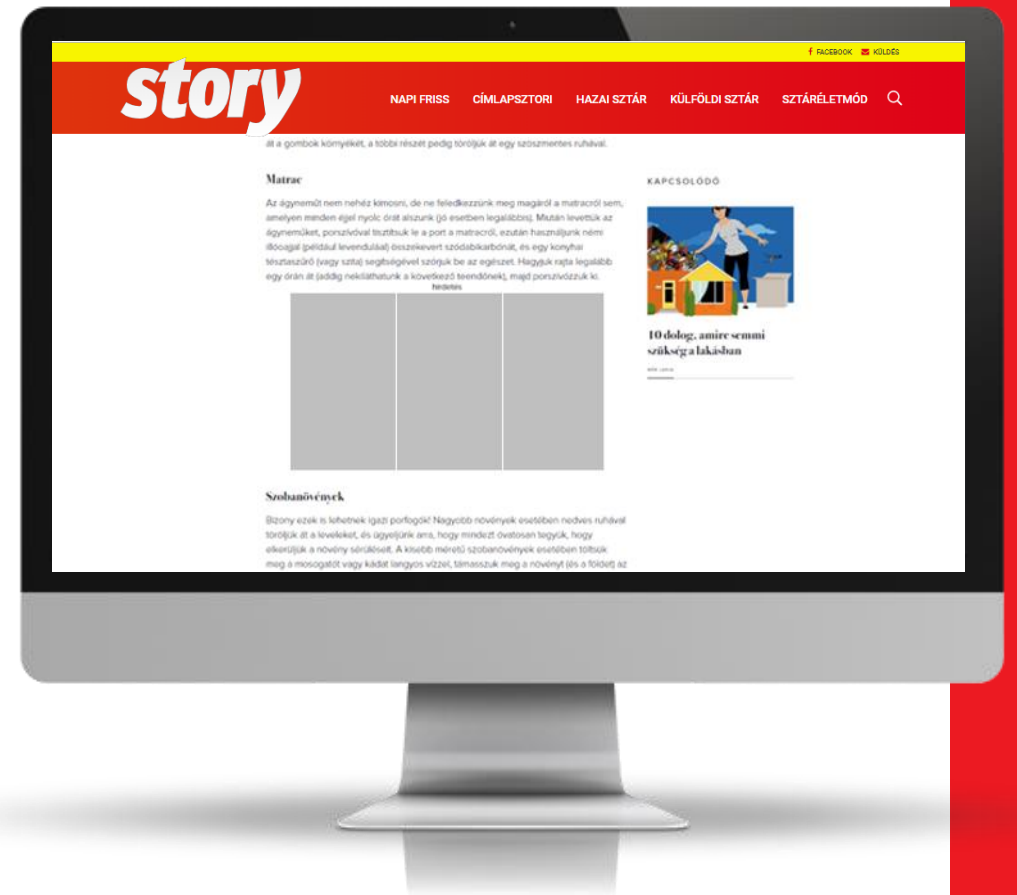 FACEBOOK KÜLDÉS
story
NAPI FRISS CÍMLAPSZTORI HAZAI SZTÁR KÜLFÖLDI SZTÁR SZTÁRÉLETMÓD
át a gombok környékét, a többi részét pedig töröljük át egy szöszmentes ruhával.
Matrac
Az ágyneműt nem nehéz kimosni, de ne feledkezzünk meg magáról a matracról sem,
amelyen minden éjjel nyolc órát alszunk (jó esetben legalábbis). Miután levettük az
ágyneműket, porszívóval tisztítsuk le a port a matracról, ezután használjunk némi
illóolajjal (például levendulával) összekevert szódabikarbónát, és egy konyhai
tésztaszűrő (vagy szita) segítségével szórjuk be az egészet. Hagyjuk rajta legalább
egy órán át (addig nekiláthatunk a következő teendőnek), majd porszívózzuk ki.
hirdetés
Szobanövények
Bizony ezek is lehetnek igazi porfogók! Nagyobb növények esetében nedves ruhával
töröljük át a leveleket, és ügyeljünk arra, hogy mindezt óvatosan tegyük, hogy
elkerüljük a növény sérüléseit. A kisebb méretű szobanövények esetében töltsük
meg a mosogatót vagy kádat langyos vízzel, támasszuk meg a növényt (és a földet) az
KAPCSOLÓDÓ
10 dolog, amire semmi
szükség a lakásban